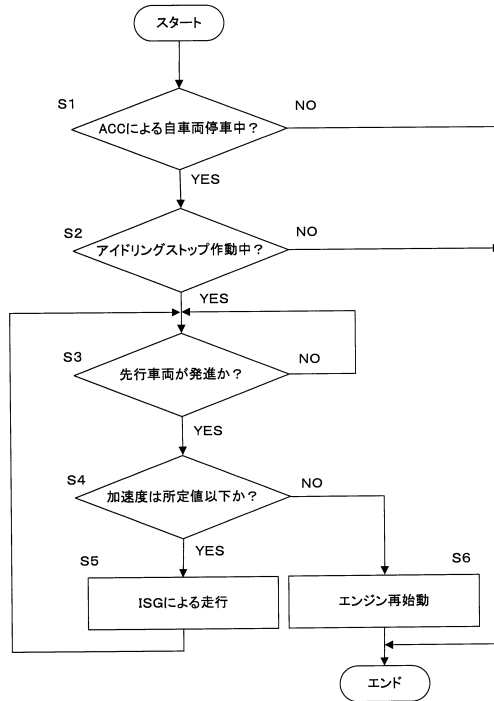 スタート
S1
NO
ACCによる自車両停車中？
YES
S2
NO
アイドリングストップ作動中？
YES
S3
先行車両が発進か？
NO
YES
S4
NO
加速度は所定値以下か？
YES
S5
S6
ISGによる走行
エンジン再始動
エンド